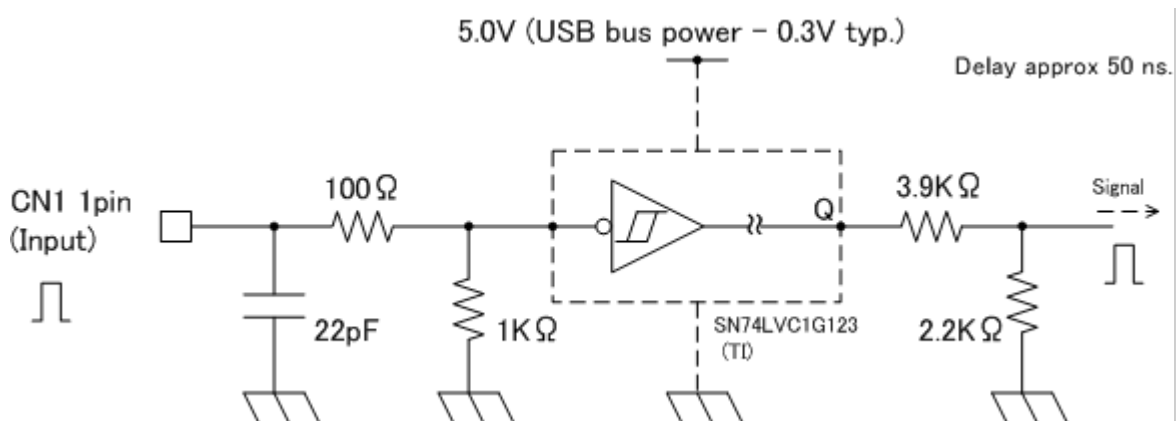 5.0V (USB bus power - 0.3V typ.)
Delay approx 50 ns.
CN1 1pin
(Input)
100Ω
22pF
1KΩ
Q
SN74LVC1G123
(TI)
3.9KΩ
Signal
2.2KΩ